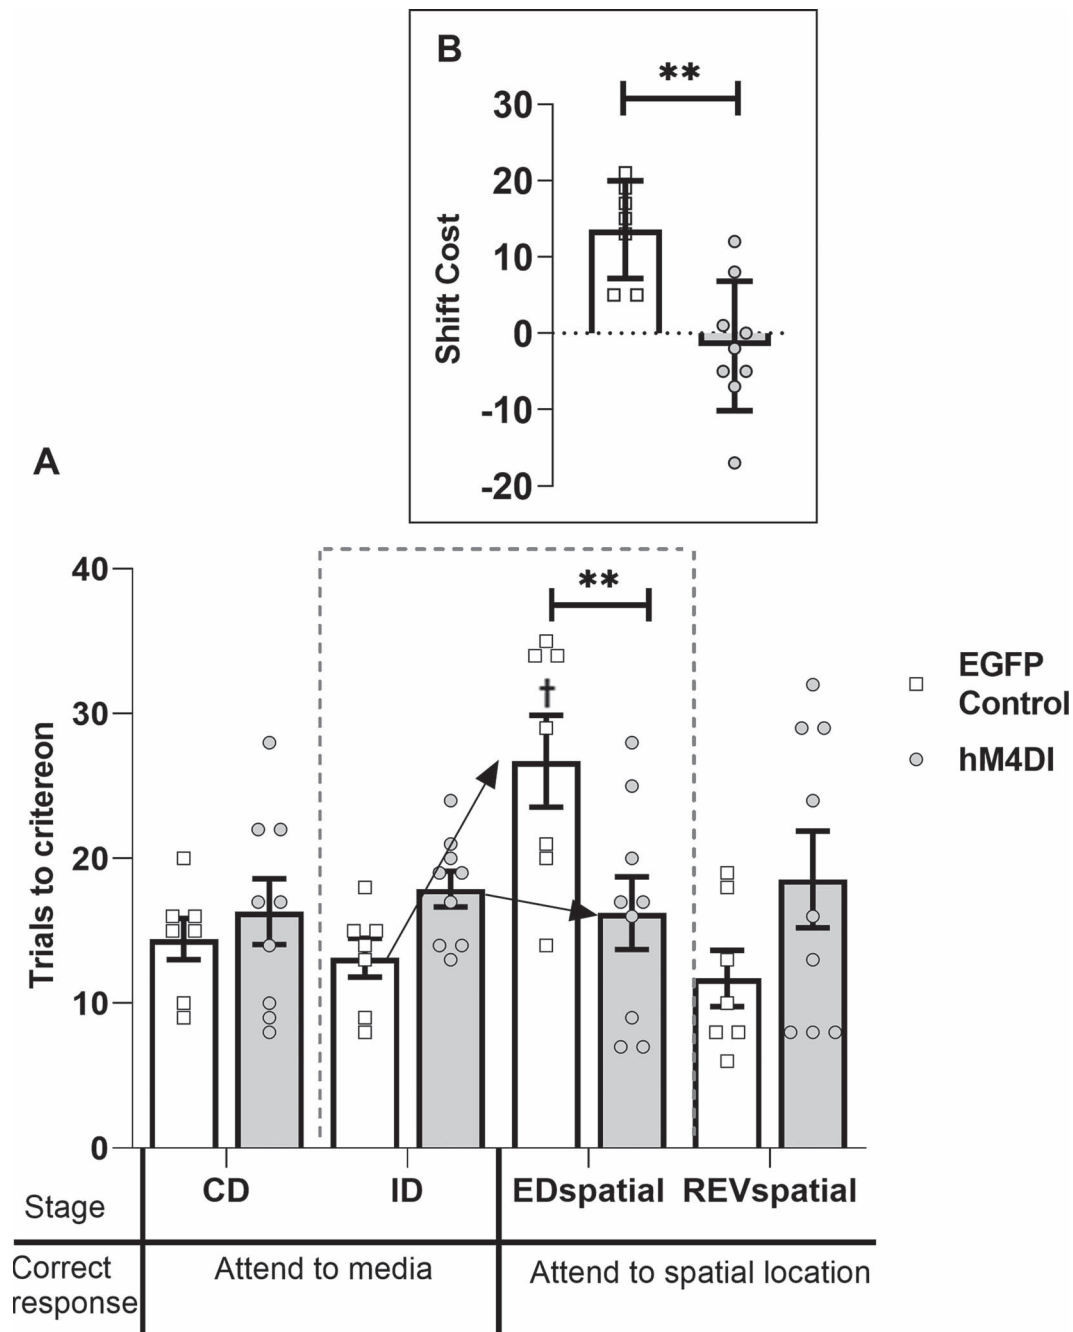 B
**
30
20
10
0
-10
-20
Shift Cost
A
40
30
20
10
0
Trials to critereon
**
†
EGFP
Control
hM4DI
CD
ID
EDspatial
REVspatial
Stage
Correct
response
Attend to media
Attend to spatial location